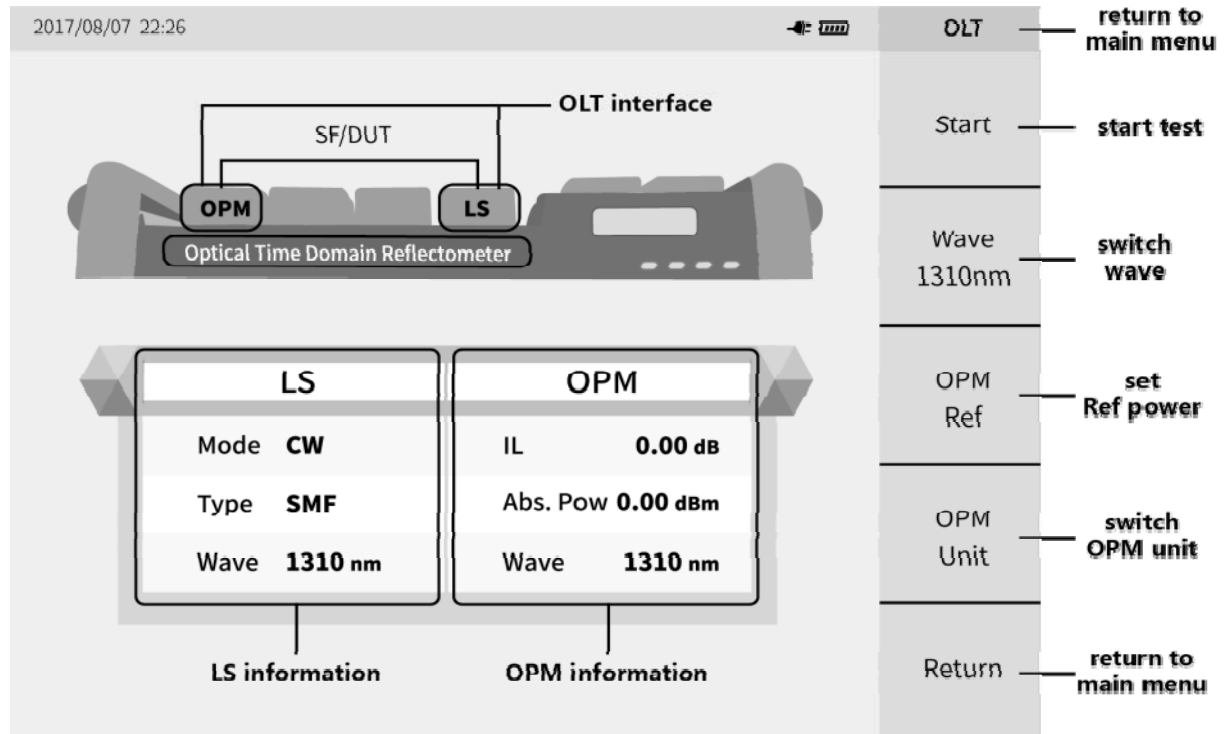 2017/08/07 22:26
OLT
return to
main menu
OLT interface
SF/DUT
Start
start test
OPM
LS
Optical Time Domain Reflectometer
Wave
1310nm
switch
wave
LS
OPM
OPM
Ref
set
Ref power
Mode CW
IL 0.00 dB
Type SMF
Abs. Pow 0.00 dBm
Wave 1310 nm
Wave 1310 nm
OPM
Unit
switch
OPM unit
LS information
OPM information
Return
return to
main menu